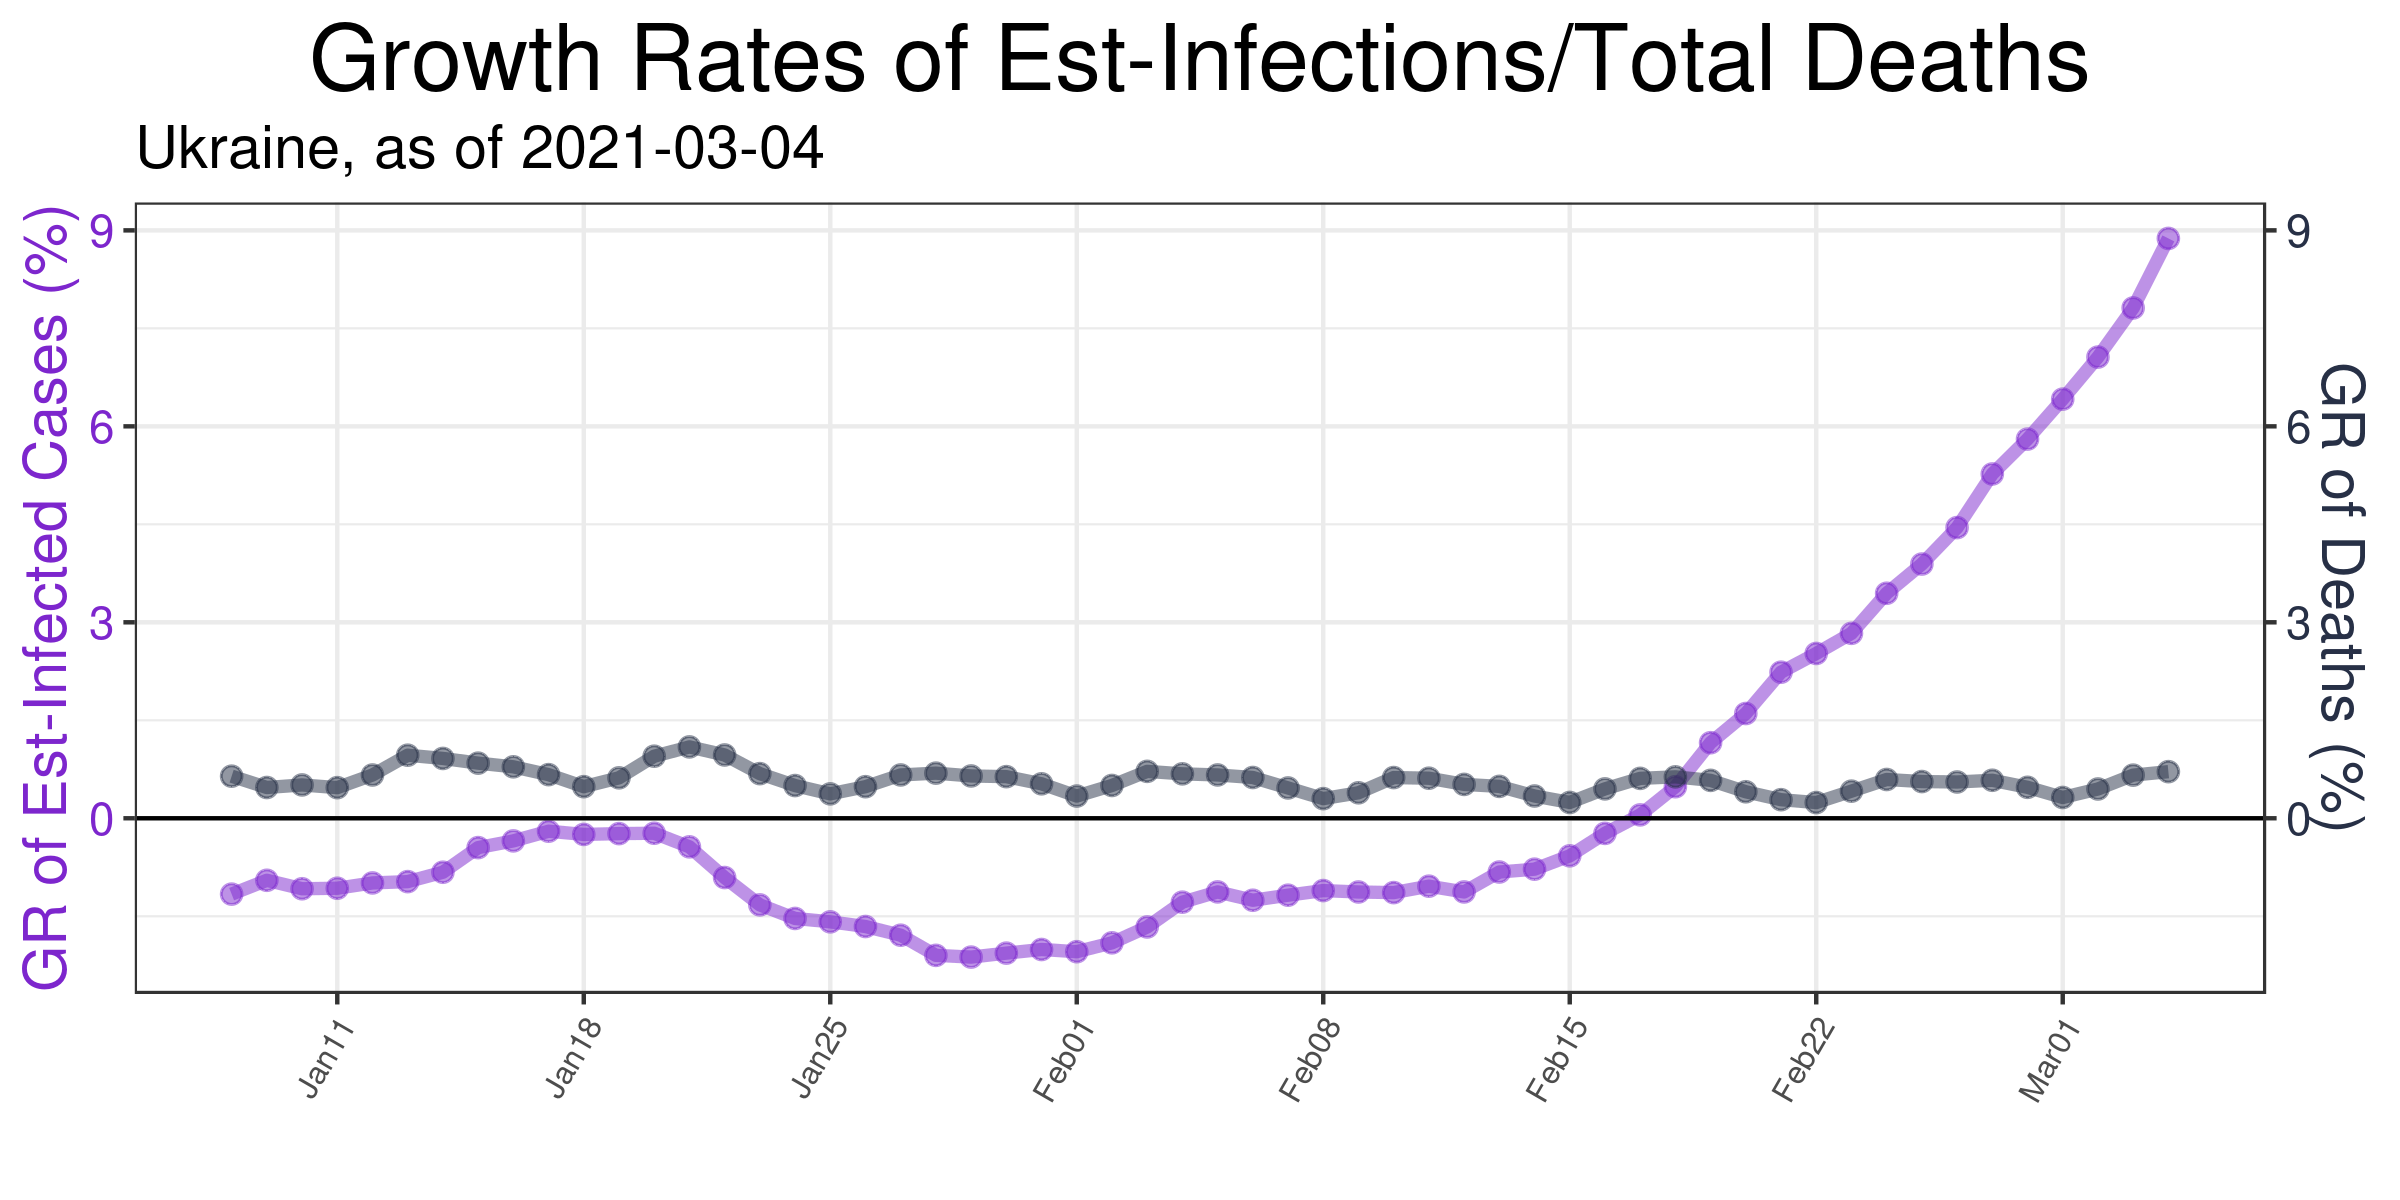 Growth Rates of Est-Infections/Total Deaths
Ukraine, as of 2021-03-04
GR of Est-Infected Cases (%)
9
6
3
0
9
6
3
0
GR of Deaths (%)
Jan11
Jan18
Jan25
Feb01
Feb08
Feb15
Feb22
Mar01